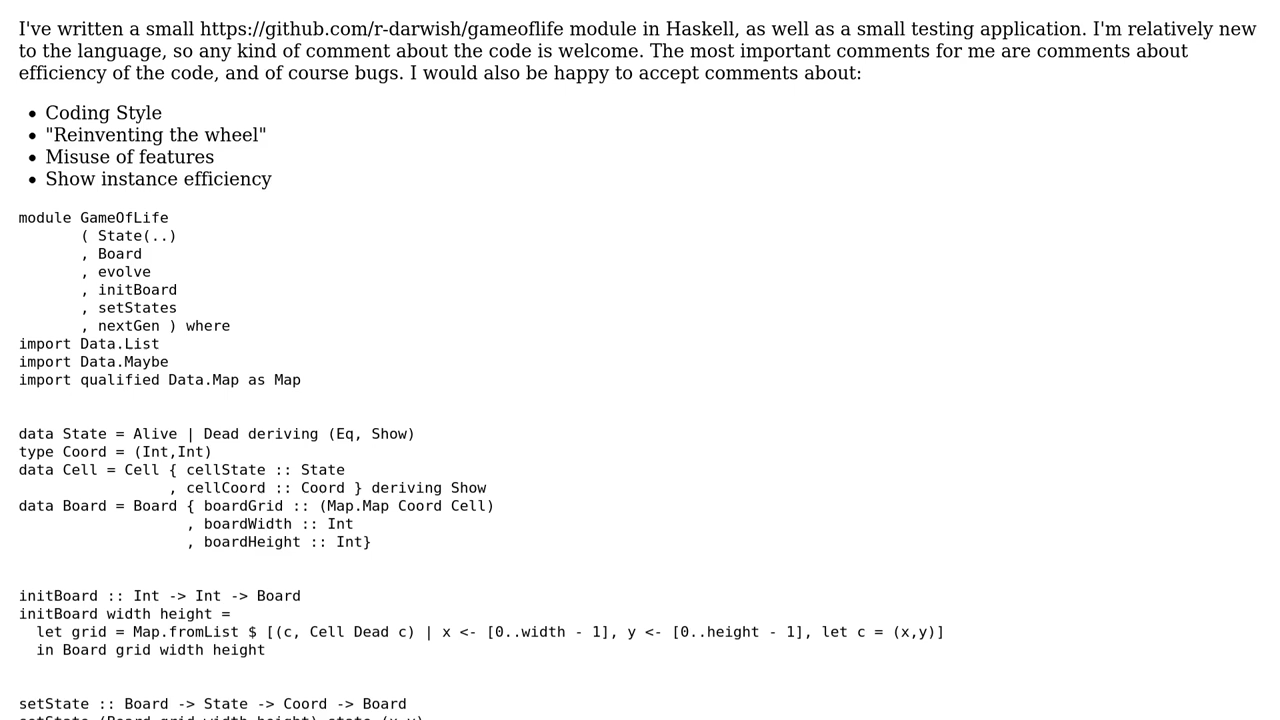 I've written a small https://github.com/r-darwish/gameoflife module in Haskell, as well as a small testing application. I'm relatively new
to the language, so any kind of comment about the code is welcome. The most important comments for me are comments about
efficiency of the code, and of course bugs. I would also be happy to accept comments about:
• Coding Style
• "Reinventing the wheel"
• Misuse of features
• Show instance efficiency
module GameOfLife
       ( State(..)
       , Board
       , evolve
       , initBoard
       , setStates
       , nextGen ) where
import Data.List
import Data.Maybe
import qualified Data.Map as Map
data State = Alive | Dead deriving (Eq, Show)
type Coord = (Int,Int)
data Cell = Cell { cellState :: State
                 , cellCoord :: Coord } deriving Show
data Board = Board { boardGrid :: (Map.Map Coord Cell)
                   , boardWidth :: Int
                   , boardHeight :: Int}
initBoard :: Int -> Int -> Board
initBoard width height =
  let grid = Map.fromList $ [(c, Cell Dead c) | x <- [0..width - 1], y <- [0..height - 1], let c = (x,y)]
  in Board grid width height
setState :: Board -> State -> Coord -> Board
setState (Board grid width height) state (x,y)